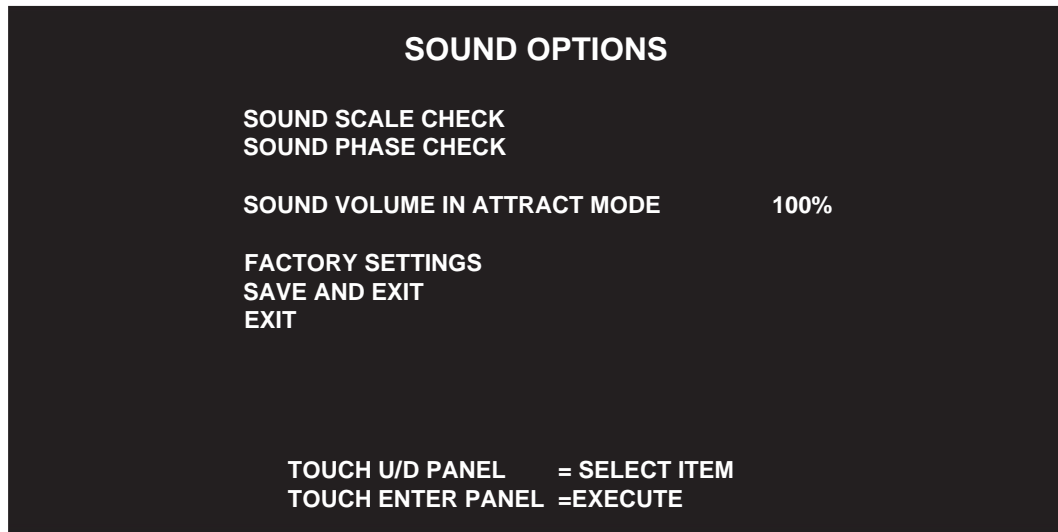 SOUND OPTIONS
SOUND SCALE CHECK
SOUND PHASE CHECK
SOUND VOLUME IN ATTRACT MODE 100%
FACTORY SETTINGS
SAVE AND EXIT
EXIT
TOUCH U/D PANEL = SELECT ITEM
TOUCH ENTER PANEL =EXECUTE